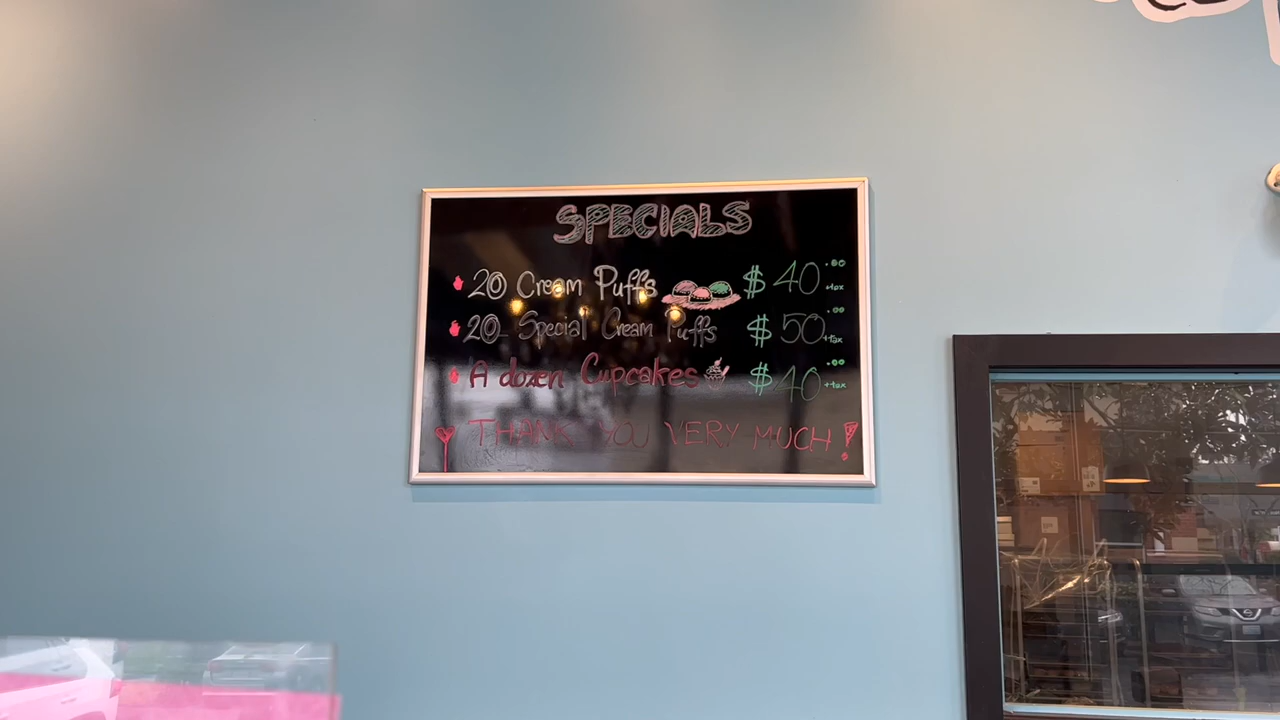 SPECIALS
20 Cream Puffs $40.00 +tax
20 Special Cream Puffs $50.00 +tax
A dozen Cupcakes $40.00 +tax
THANK YOU VERY MUCH!